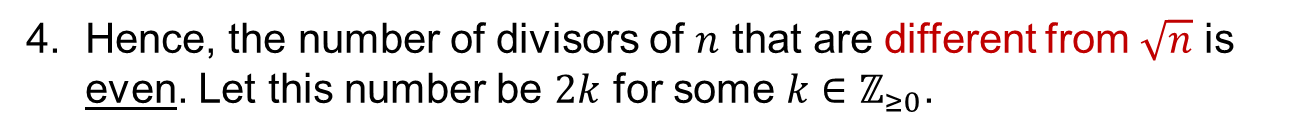 4. Hence, the number of divisors of 𝑛 that are different from √𝑛 is
even. Let this number be 2𝑘 for some 𝑘 ∈ ℤ≥0.